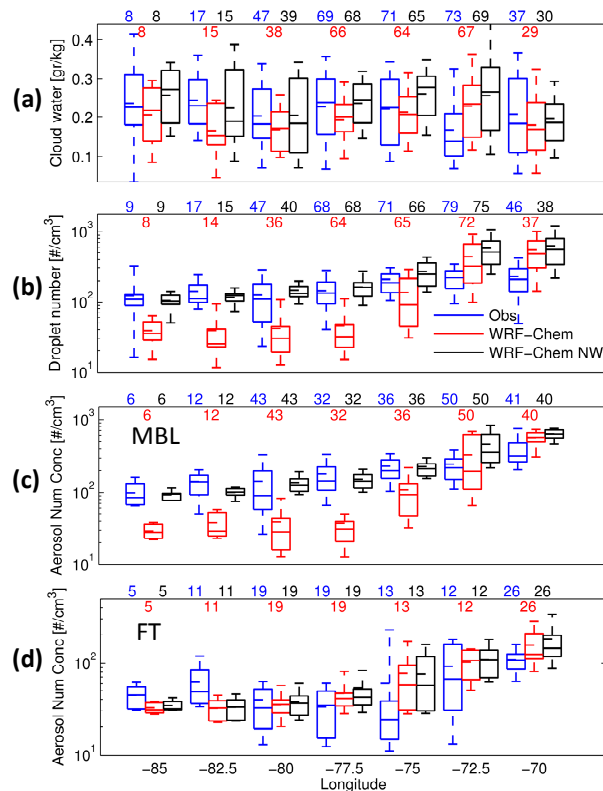 8 8 17 15 47 39 69 68 71 65 73 69 37 30
8 15 38 66 64 67 29
(a)
Cloud water [gr/kg]
0.4
0.3
0.2
0.1
9 9 17 15 47 40 68 68 71 66 79 75 46 38
8 14 36 64 65 72 37
(b)
Droplet number [#/cm³]
10³
10²
10¹
Obs
WRF-Chem
WRF-Chem NW
6 6 12 12 43 43 32 32 36 36 50 50 41 40
6 12 43 32 36 50 40
(c)
MBL
Aerosol Num Conc [#/cm³]
10³
10²
10¹
5 5 11 11 19 19 19 19 13 13 12 12 26 26
5 11 19 19 13 12 26
(d)
FT
Aerosol Num Conc [#/cm³]
10²
10¹
−85 −82.5 −80 −77.5 −75 −72.5 −70
Longitude